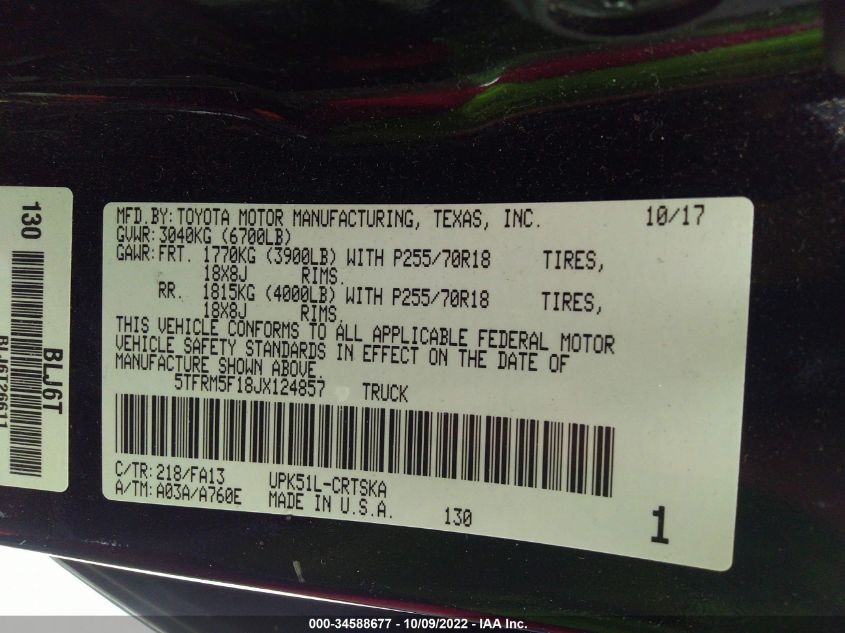 130
BLJ6T
BLJ6T26611
MFD.BY: TOYOTA MOTOR MANUFACTURING, TEXAS, INC. 10/17
GVWR: 3040KG (6700LB)
GAWR: FRT. 1770KG (3900LB) WITH P255/70R18 TIRES,
18X8J RIMS.
RR. 1815KG (4000LB) WITH P255/70R18 TIRES,
18X8J RIMS.
THIS VEHICLE CONFORMS TO ALL APPLICABLE FEDERAL MOTOR
VEHICLE SAFETY STANDARDS IN EFFECT ON THE DATE OF
MANUFACTURE SHOWN ABOVE.
5TFRM5F18JX124857 TRUCK
C/TR: 218/FA13 UPK51L-CRTSKA
A/TM: A03A/A760E MADE IN U.S.A. 130 1
000-34588677 - 10/09/2022 - IAA Inc.